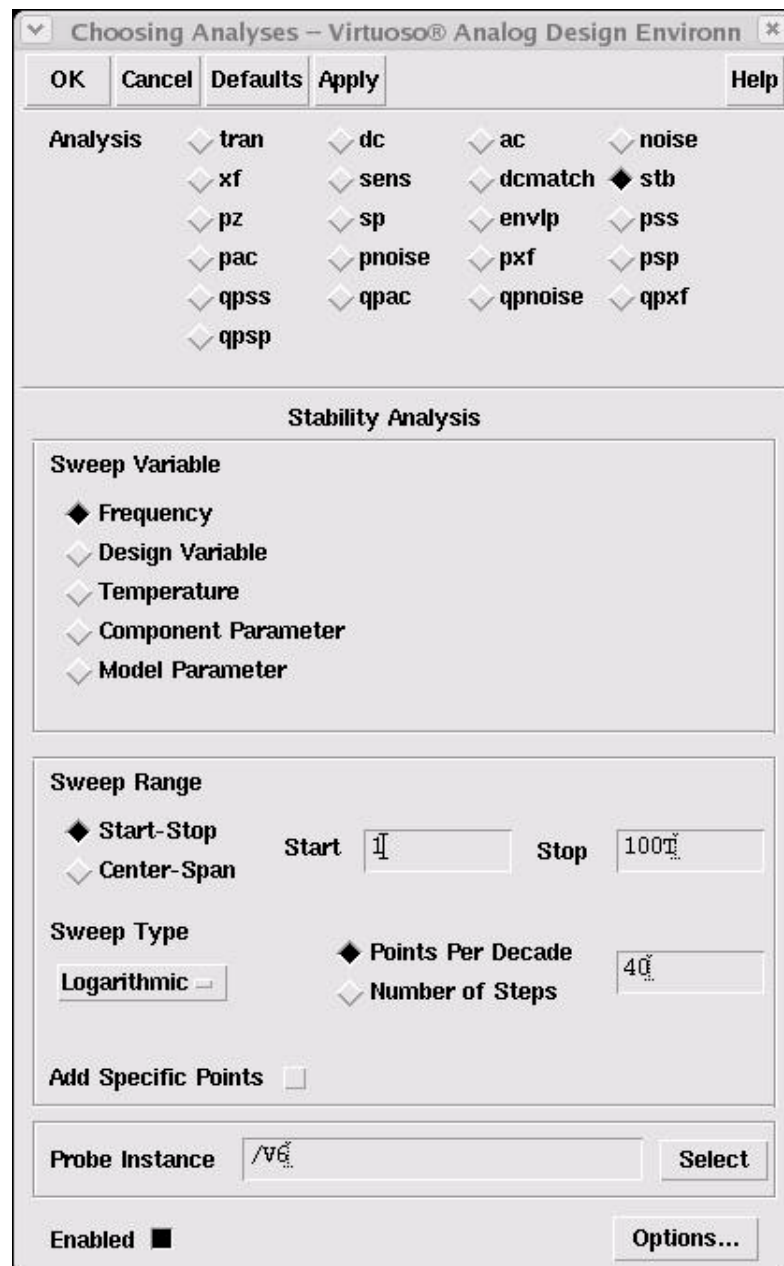 Choosing Analyses – Virtuoso® Analog Design Environn
OK Cancel Defaults Apply Help
Analysis tran dc ac noise
xf sens dcmatch stb
pz sp envlp pss
pac pnoise pxf psp
qpss qpac qpnoise qpxf
qpsp
Stability Analysis
Sweep Variable
Frequency
Design Variable
Temperature
Component Parameter
Model Parameter
Sweep Range
Start-Stop
Center-Span
Start 1 Stop 100T
Sweep Type
Logarithmic
Points Per Decade
Number of Steps
40
Add Specific Points
Probe Instance /V6 Select
Enabled Options...